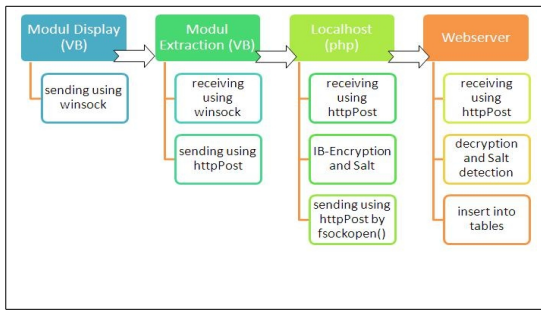 Modul Display
(VB)
sending using
winsock
Modul
Extraction (VB)
receiving
using
winsock
sending using
httpPost
Localhost
(php)
receiving
using
httpPost
IB-Encryption
and Salt
sending using
httpPost by
fsockopen()
Webserver
receiving
using
httpPost
decryption
and Salt
detection
insert into
tables